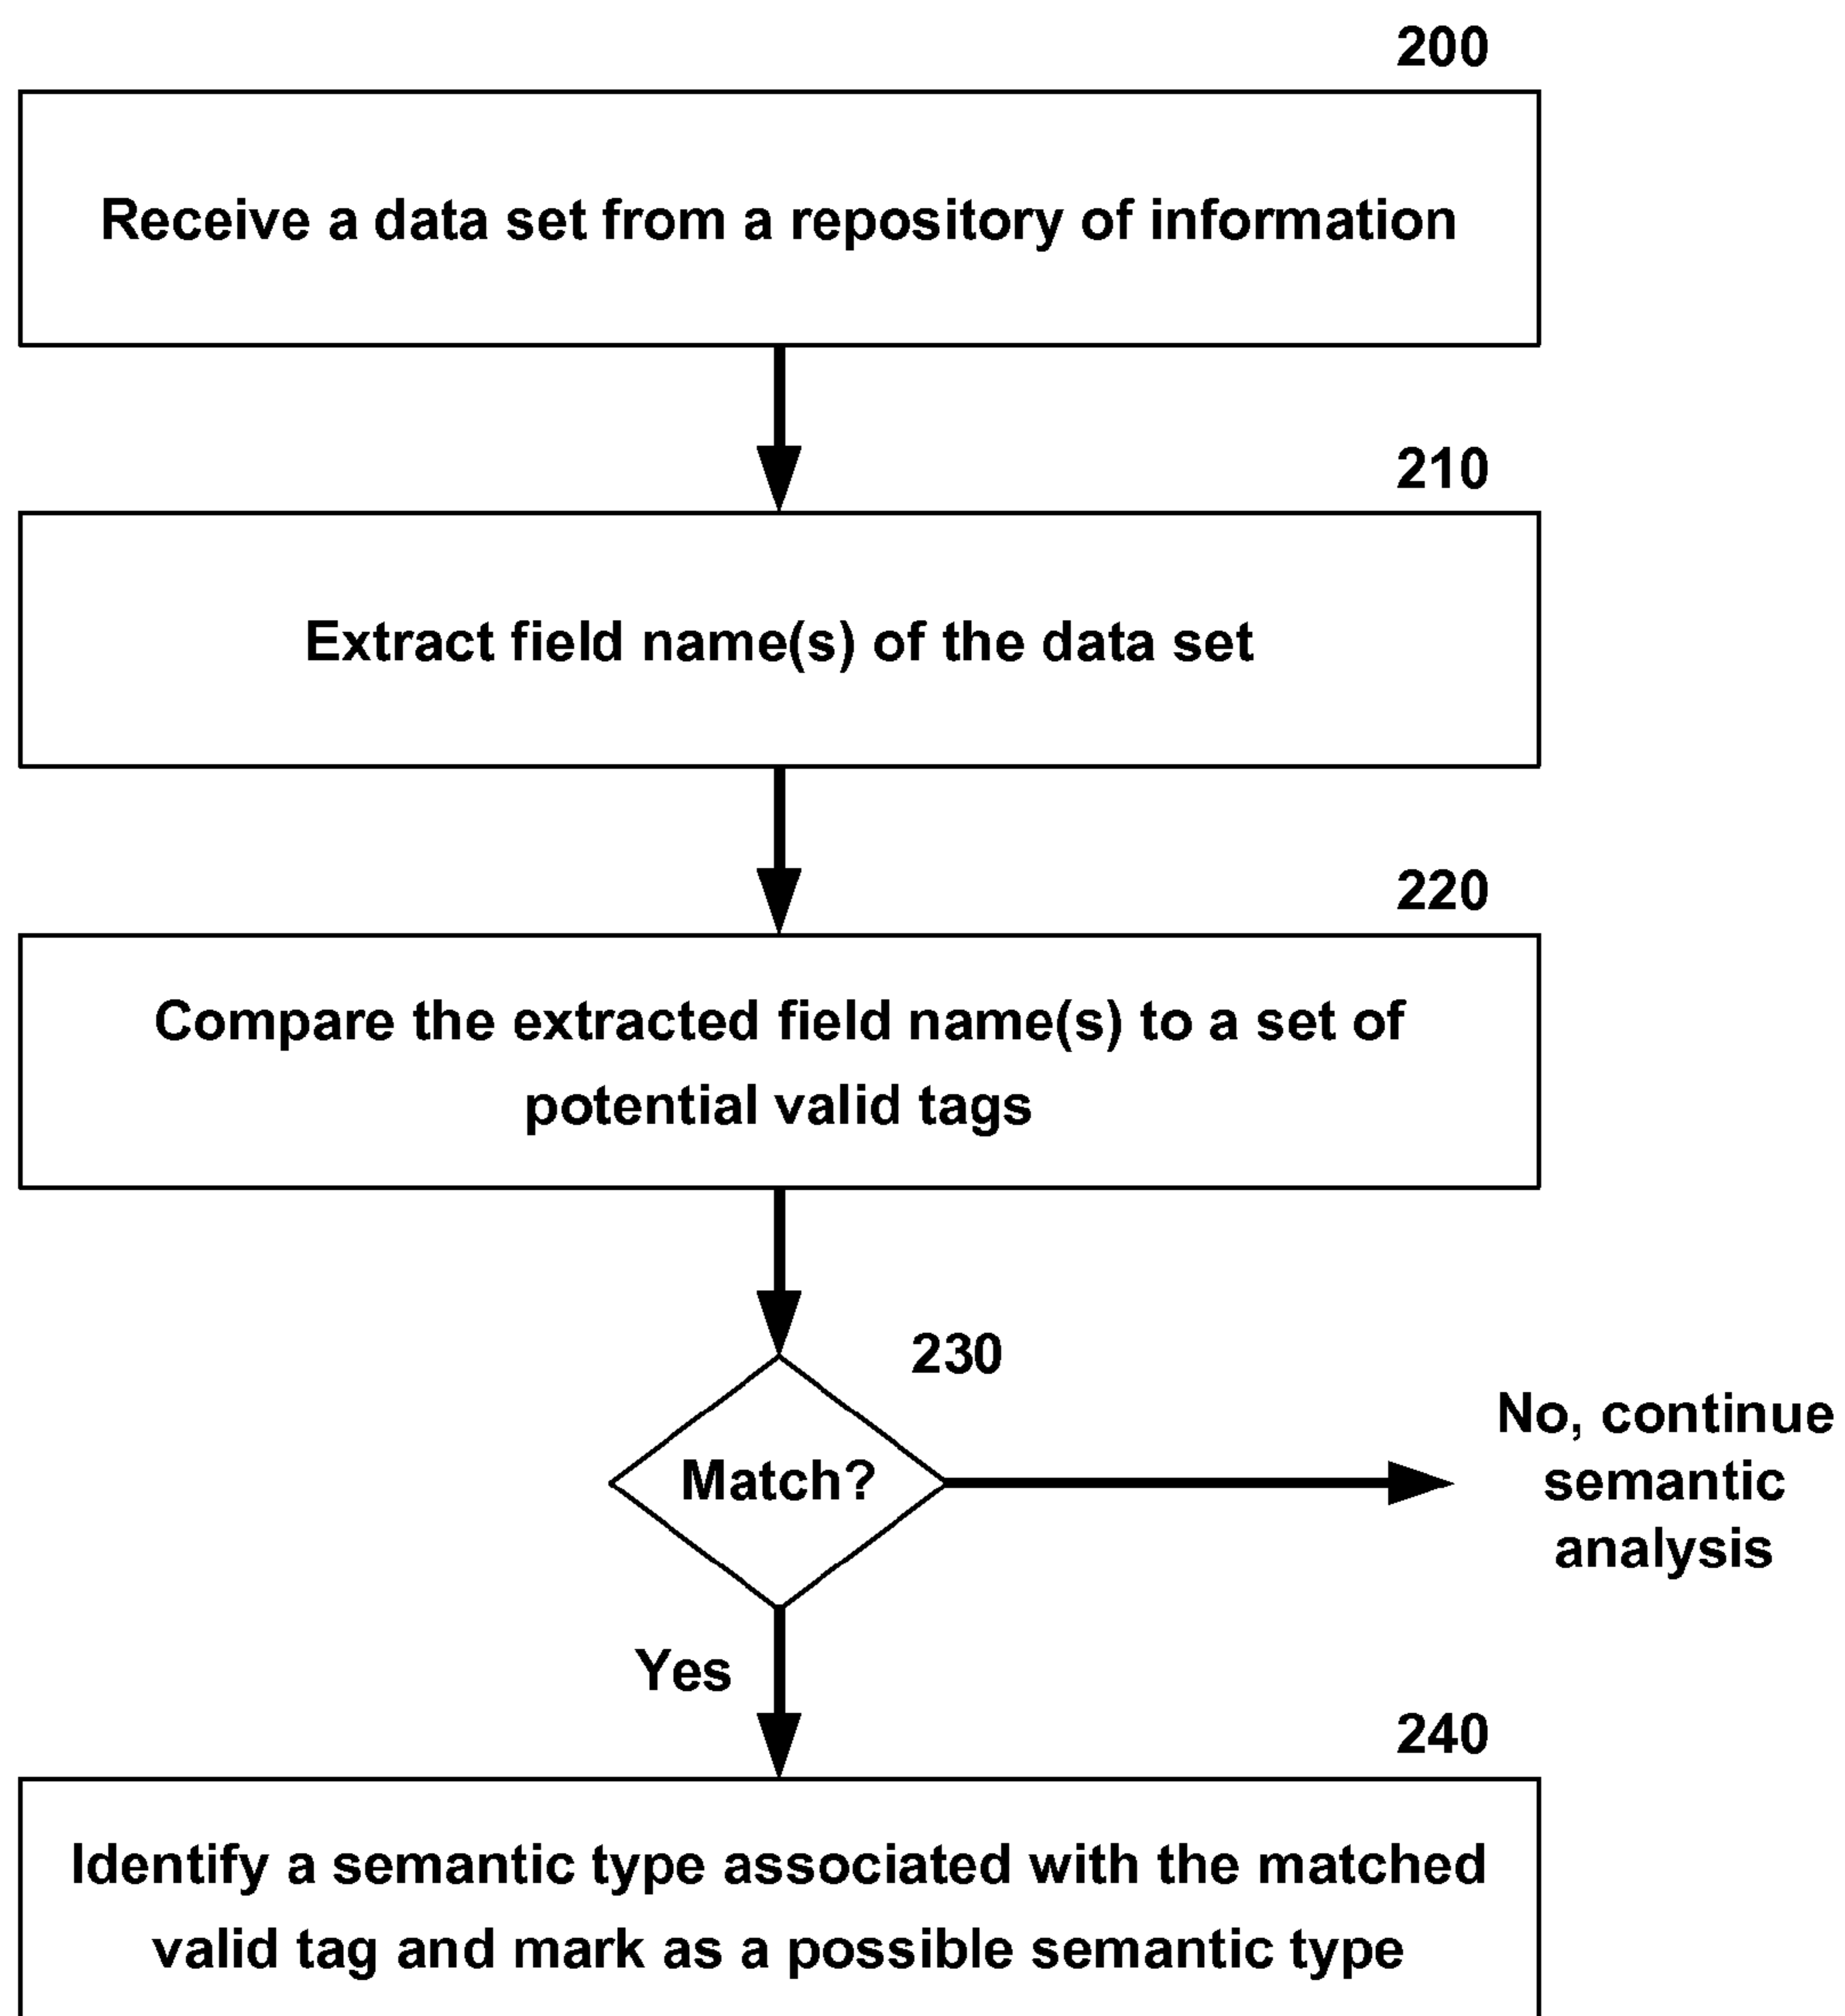 200
Receive a data set from a repository of information
210
Extract field name(s) of the data set
220
Compare the extracted field name(s) to a set of
potential valid tags
230
Match?
No, continue
semantic
analysis
Yes
240
Identify a semantic type associated with the matched
valid tag and mark as a possible semantic type